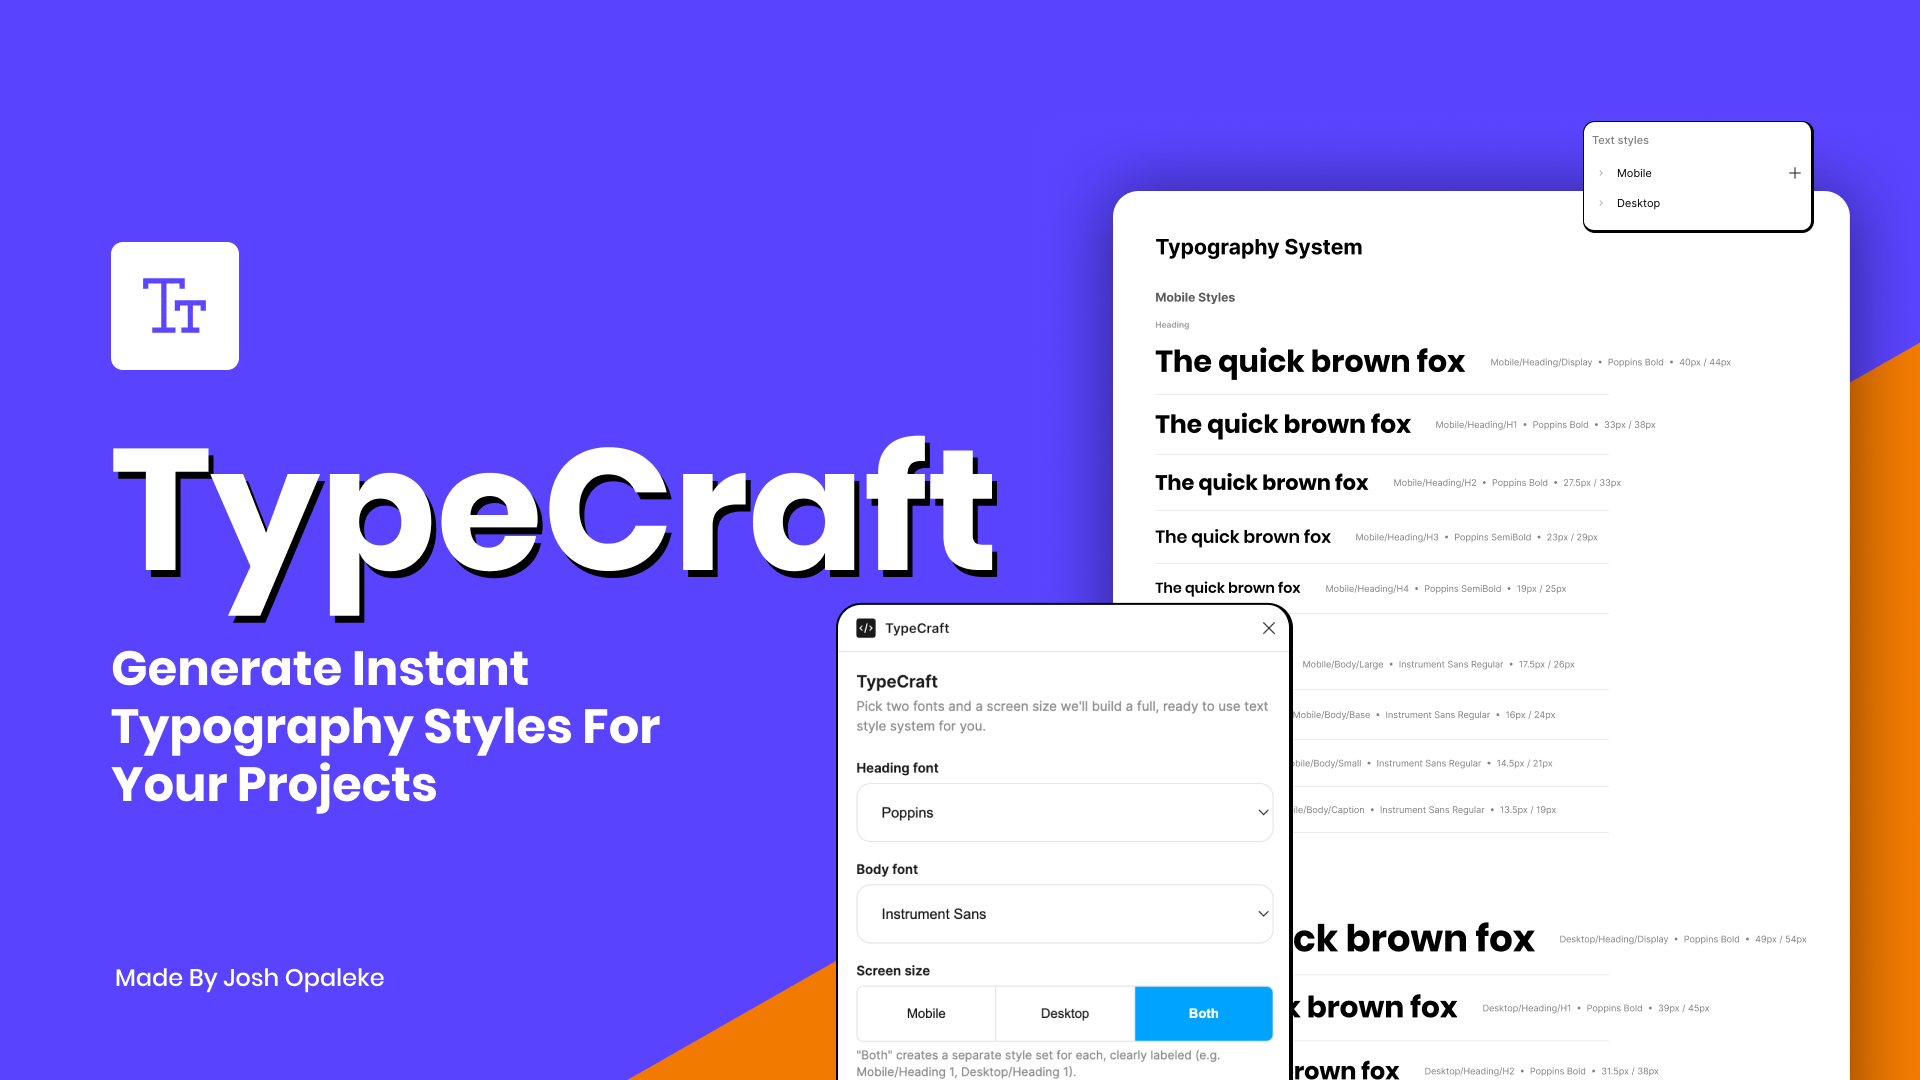 Tt
TypeCraft
Generate Instant
Typography Styles For
Your Projects
Made By Josh Opaleke
Text styles
Mobile
Desktop
Typography System
Mobile Styles
Heading
The quick brown fox Mobile/Heading/Display • Poppins Bold • 40px / 44px
The quick brown fox Mobile/Heading/H1 • Poppins Bold • 33px / 38px
The quick brown fox Mobile/Heading/H2 • Poppins Bold • 27.5px / 33px
The quick brown fox Mobile/Heading/H3 • Poppins SemiBold • 23px / 29px
The quick brown fox Mobile/Heading/H4 • Poppins SemiBold • 19px / 25px
Mobile/Body/Large • Instrument Sans Regular • 17.5px / 26px
Mobile/Body/Base • Instrument Sans Regular • 16px / 24px
bile/Body/Small • Instrument Sans Regular • 14.5px / 21px
ile/Body/Caption • Instrument Sans Regular • 13.5px / 19px
ck brown fox Desktop/Heading/Display • Poppins Bold • 49px / 54px
k brown fox Desktop/Heading/H1 • Poppins Bold • 39px / 45px
rown fox Desktop/Heading/H2 • Poppins Bold • 31.5px / 38px
</> TypeCraft
TypeCraft
Pick two fonts and a screen size we'll build a full, ready to use text
style system for you.
Heading font
Poppins
Body font
Instrument Sans
Screen size
Mobile Desktop Both
"Both" creates a separate style set for each, clearly labeled (e.g.
Mobile/Heading 1, Desktop/Heading 1).